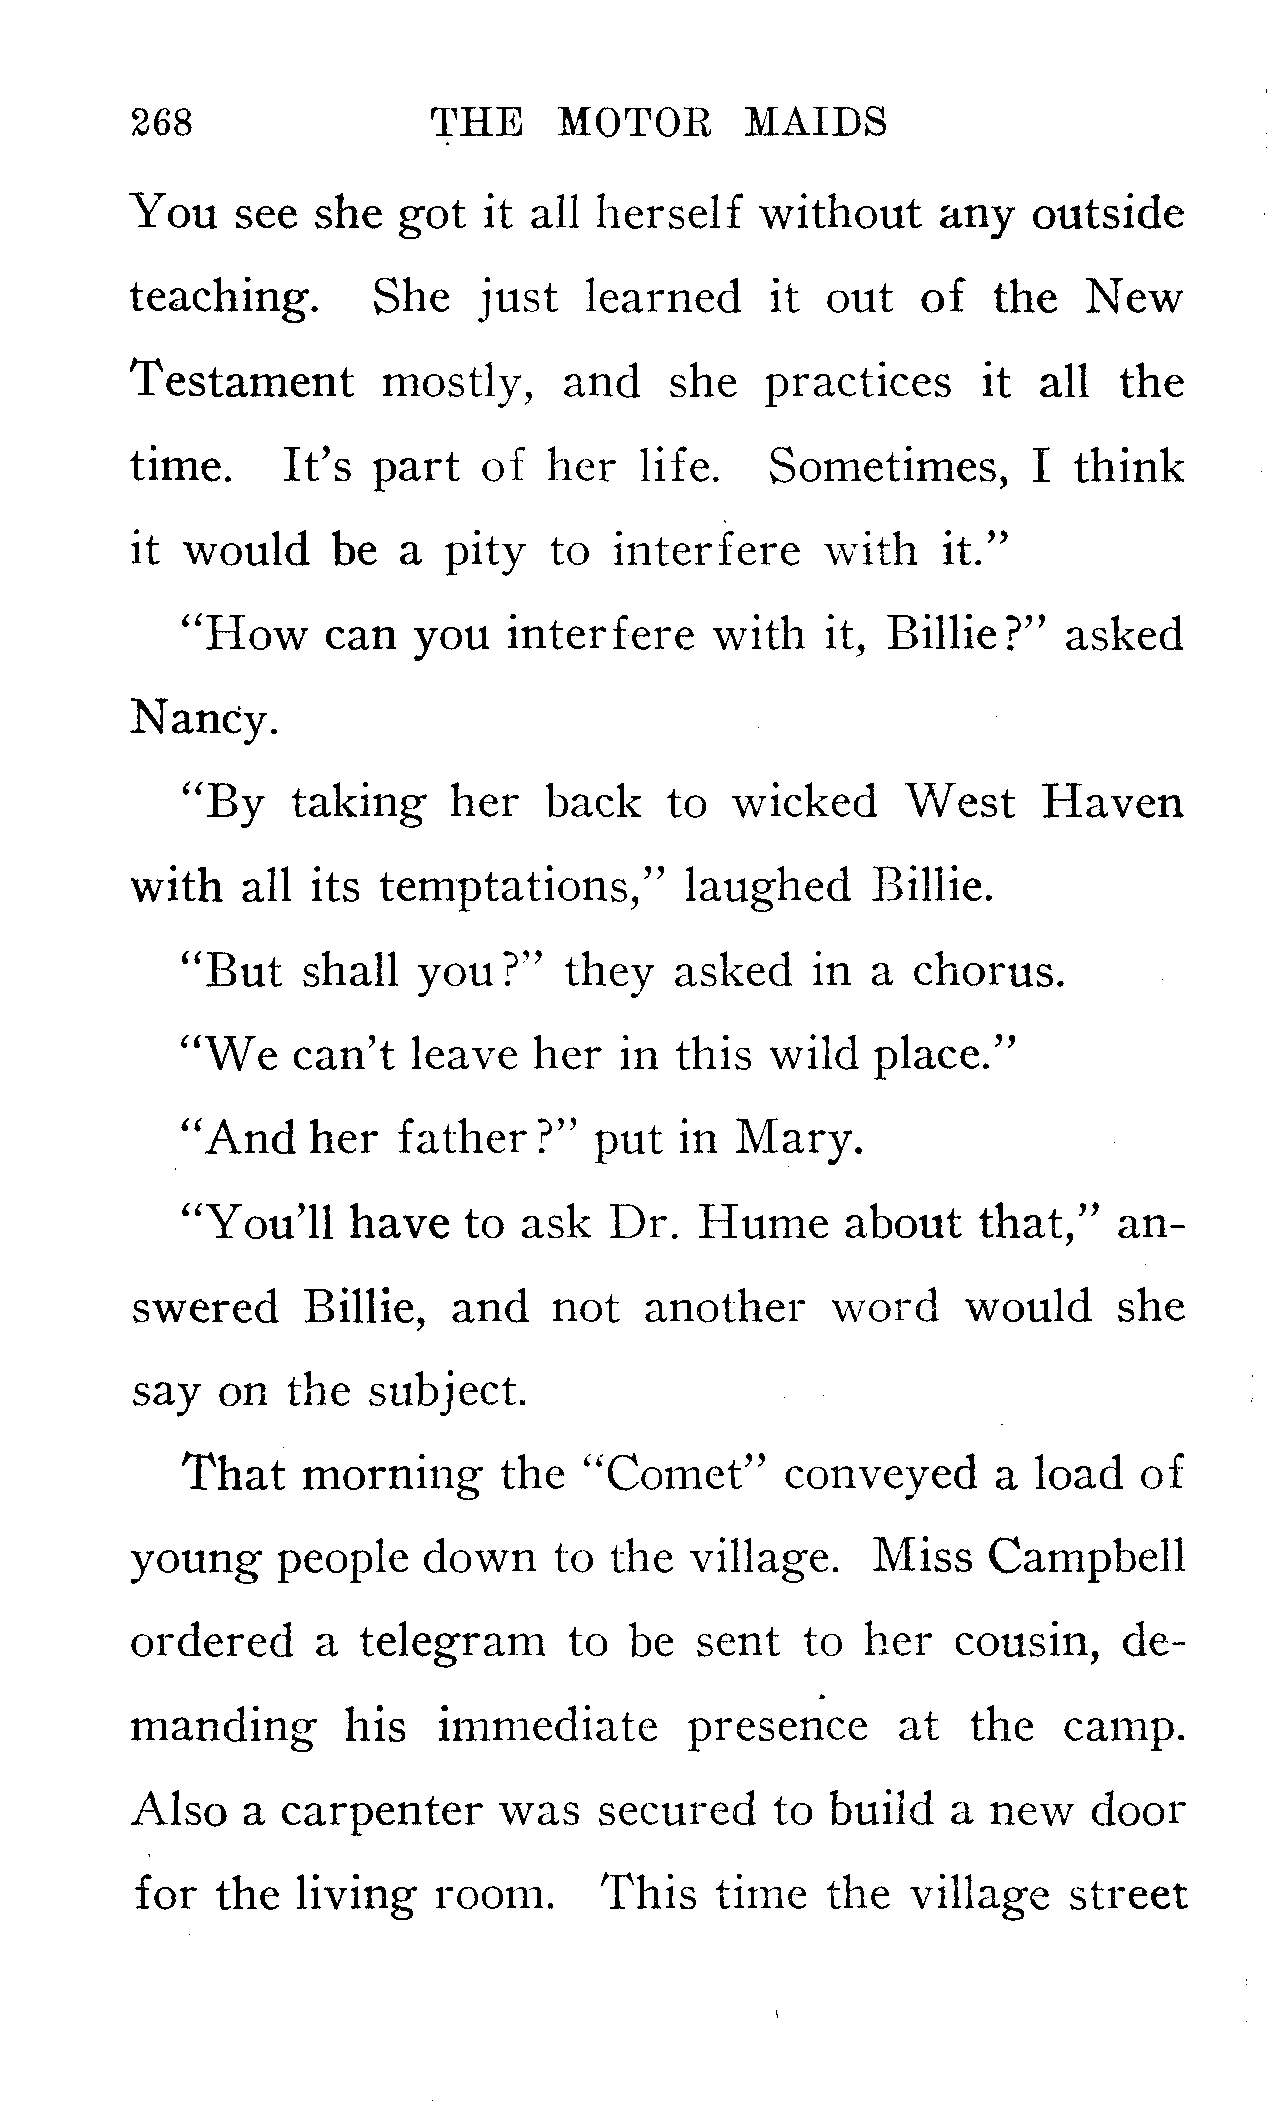 268 THE MOTOR MAIDS
You see she got it all herself without any outside
teaching. She just learned it out of the New
Testament mostly, and she practices it all the
time. It's part of her life. Sometimes, I think
it would be a pity to interfere with it.”
“How can you interfere with it, Billie?” asked
Nancy.
“By taking her back to wicked West Haven
with all its temptations,” laughed Billie.
“But shall you?” they asked in a chorus.
“We can't leave her in this wild place.”
“And her father?” put in Mary.
“You'll have to ask Dr. Hume about that,” an-
swered Billie, and not another word would she
say on the subject.
That morning the “Comet” conveyed a load of
young people down to the village. Miss Campbell
ordered a telegram to be sent to her cousin, de-
manding his immediate presence at the camp.
Also a carpenter was secured to build a new door
for the living room. This time the village street